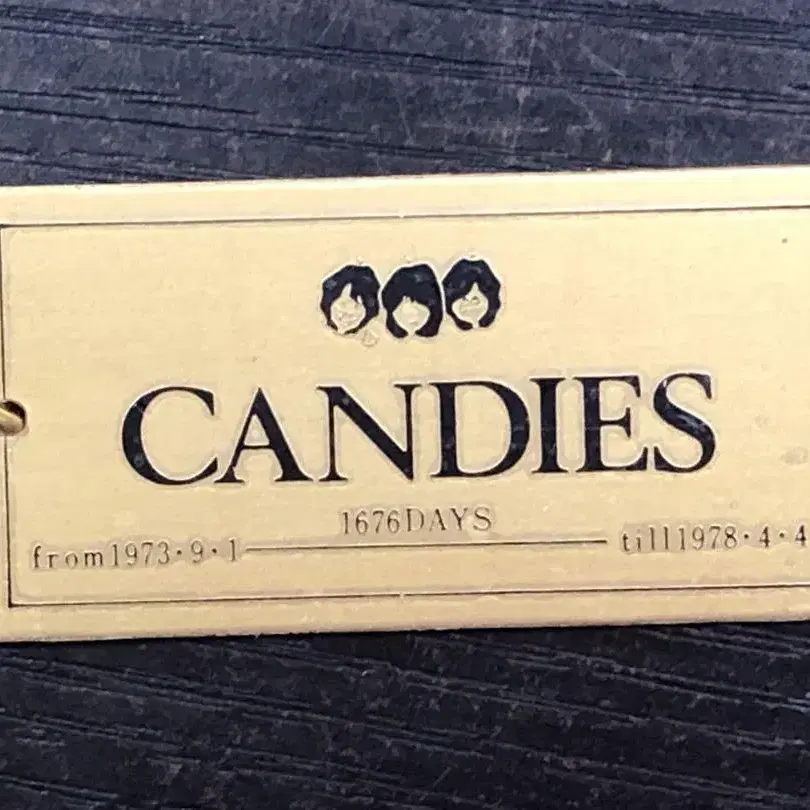 CANDIES
1676DAYS
from1973・9・1 till1978・4・4